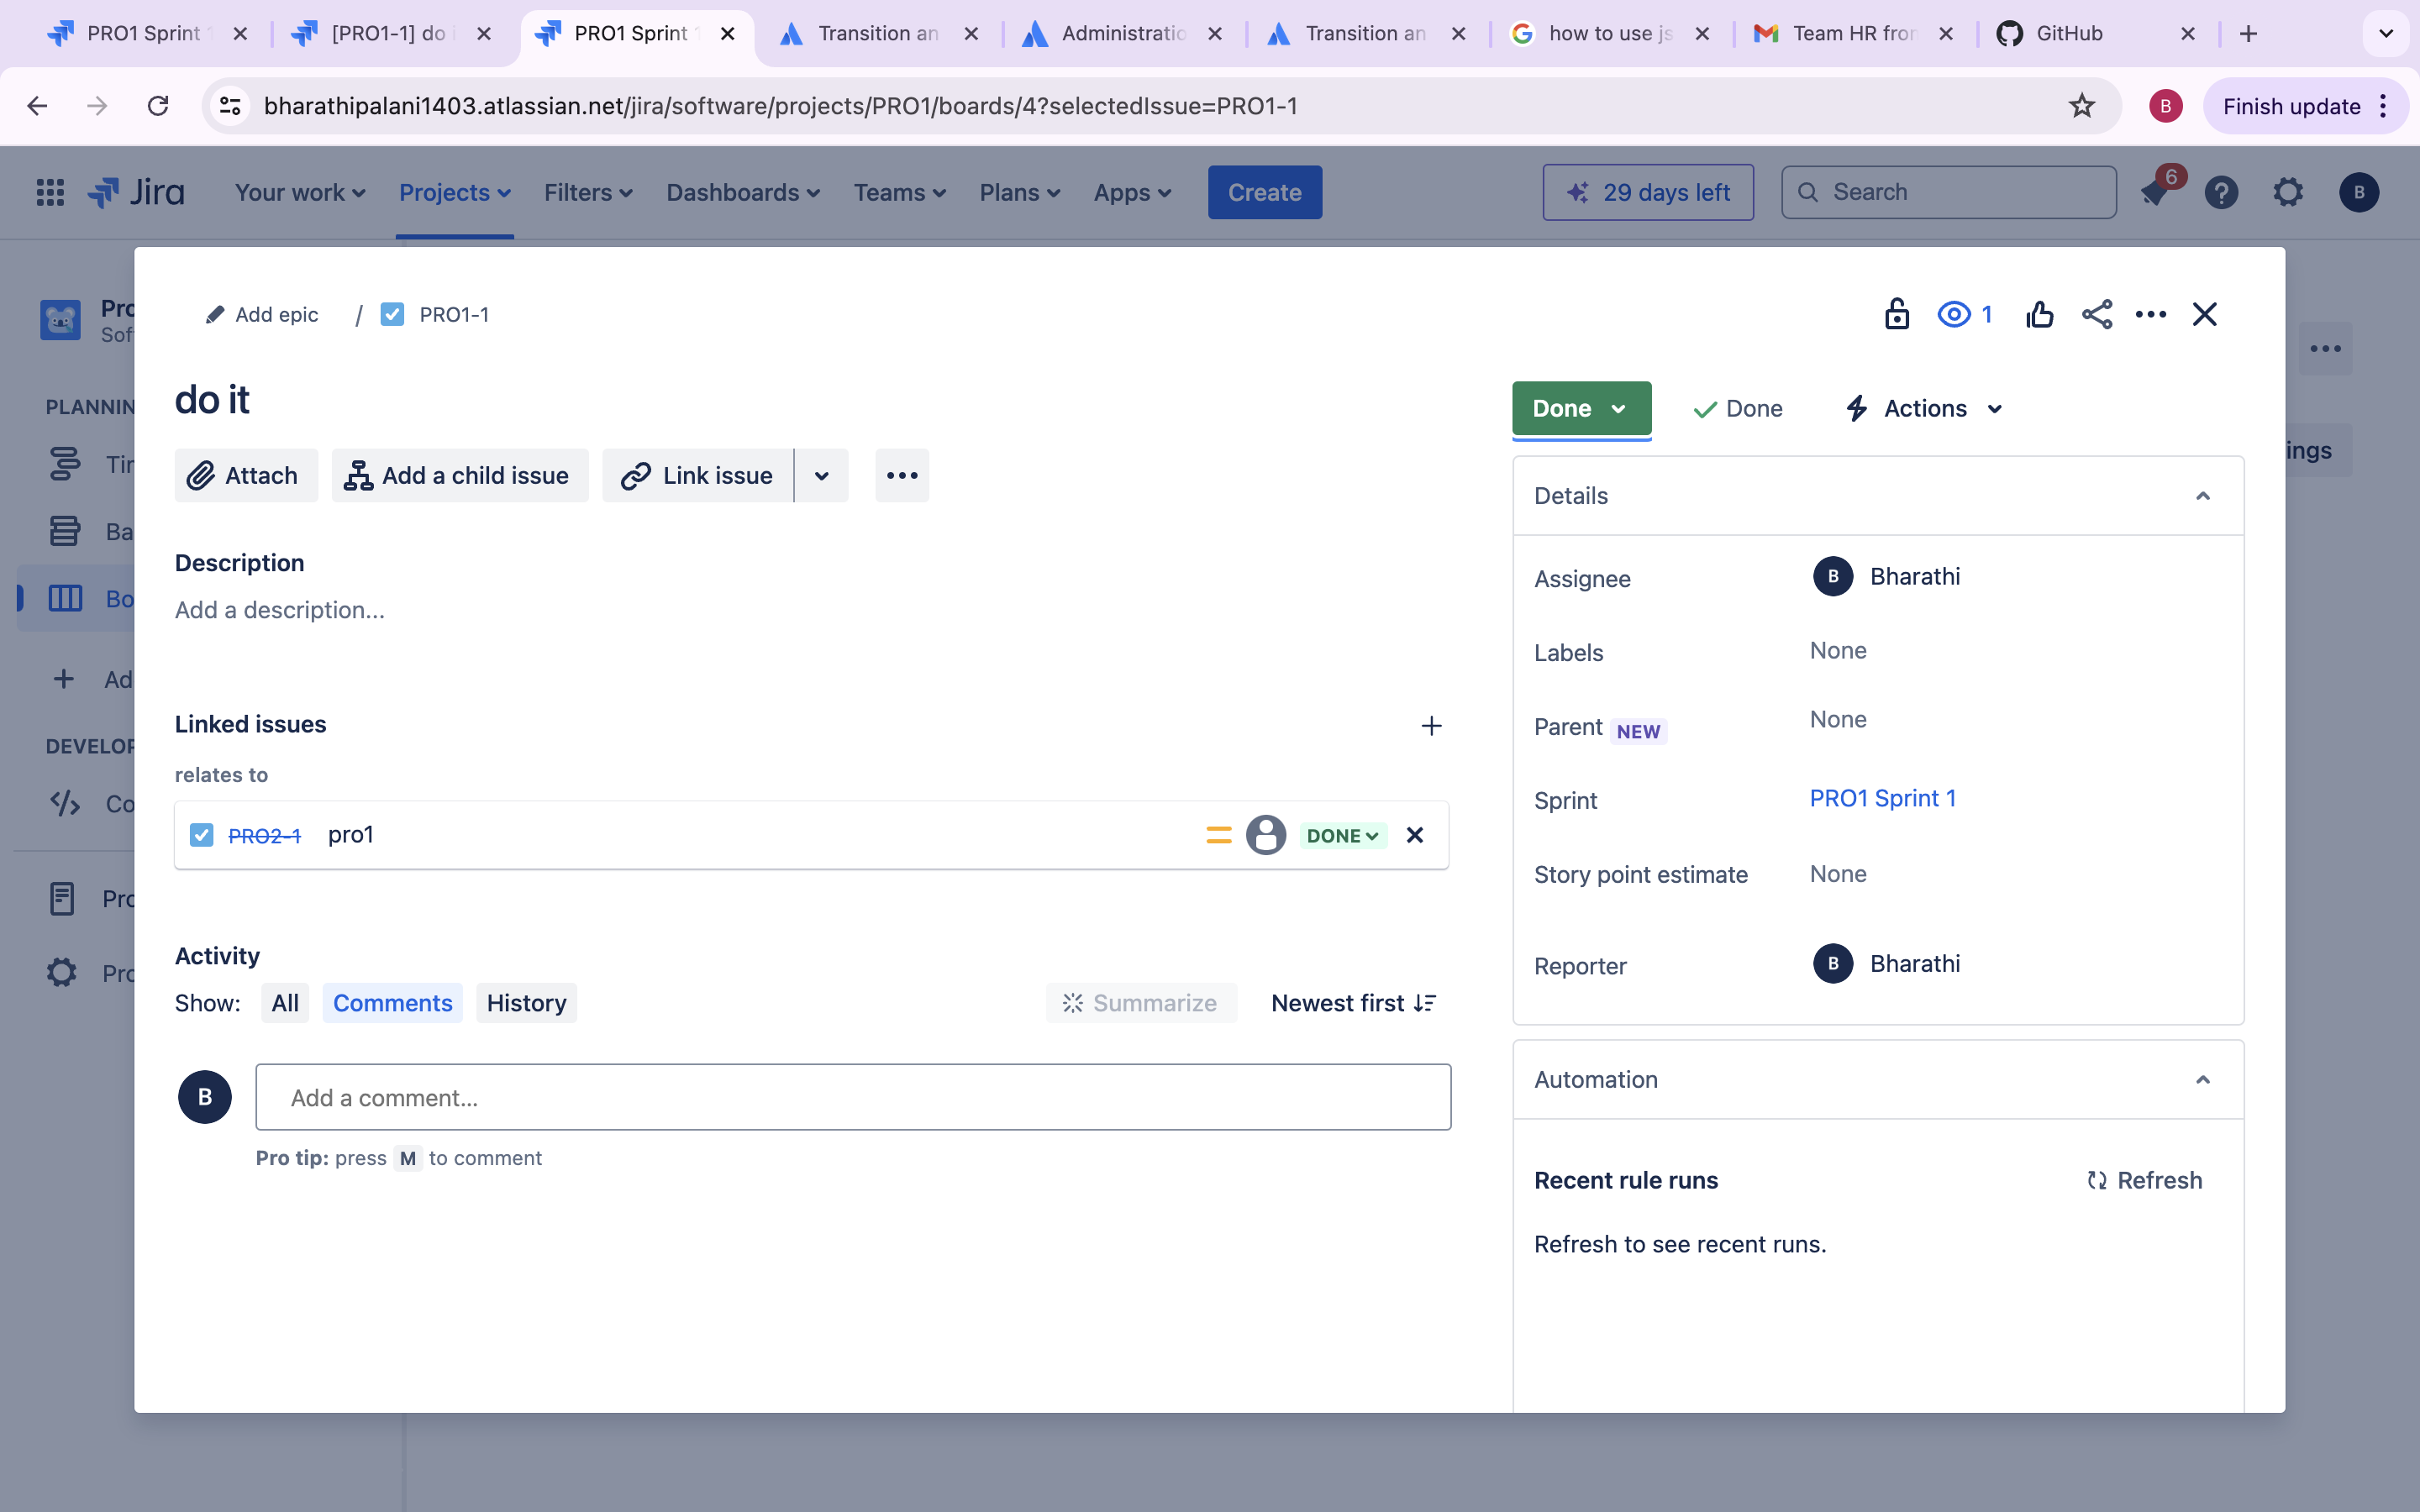 PRO1 Sprint 1
[PRO1-1] do i
PRO1 Sprint 1
Transition an
Administratio
Transition an
how to use js
Team HR fron
GitHub
bharathipalani1403.atlassian.net/jira/software/projects/PRO1/boards/4?selectedIssue=PRO1-1
B
Finish update
Jira
Your work
Projects
Filters
Dashboards
Teams
Plans
Apps
Create
29 days left
Search
6
B
Pro
Sof
PLANNIN
Tir
Ba
Bo
Ad
DEVELOP
Co
Pro
Pro
ings
Add epic / PRO1-1
1
do it
Attach
Add a child issue
Link issue
Description
Add a description...
Linked issues
relates to
PRO2-1 pro1
DONE
Activity
Show: All Comments History
Summarize
Newest first
B
Add a comment...
Pro tip: press M to comment
Done
Done
Actions
Details
Assignee
B Bharathi
Labels
None
Parent NEW
None
Sprint
PRO1 Sprint 1
Story point estimate
None
Reporter
B Bharathi
Automation
Recent rule runs
Refresh
Refresh to see recent runs.